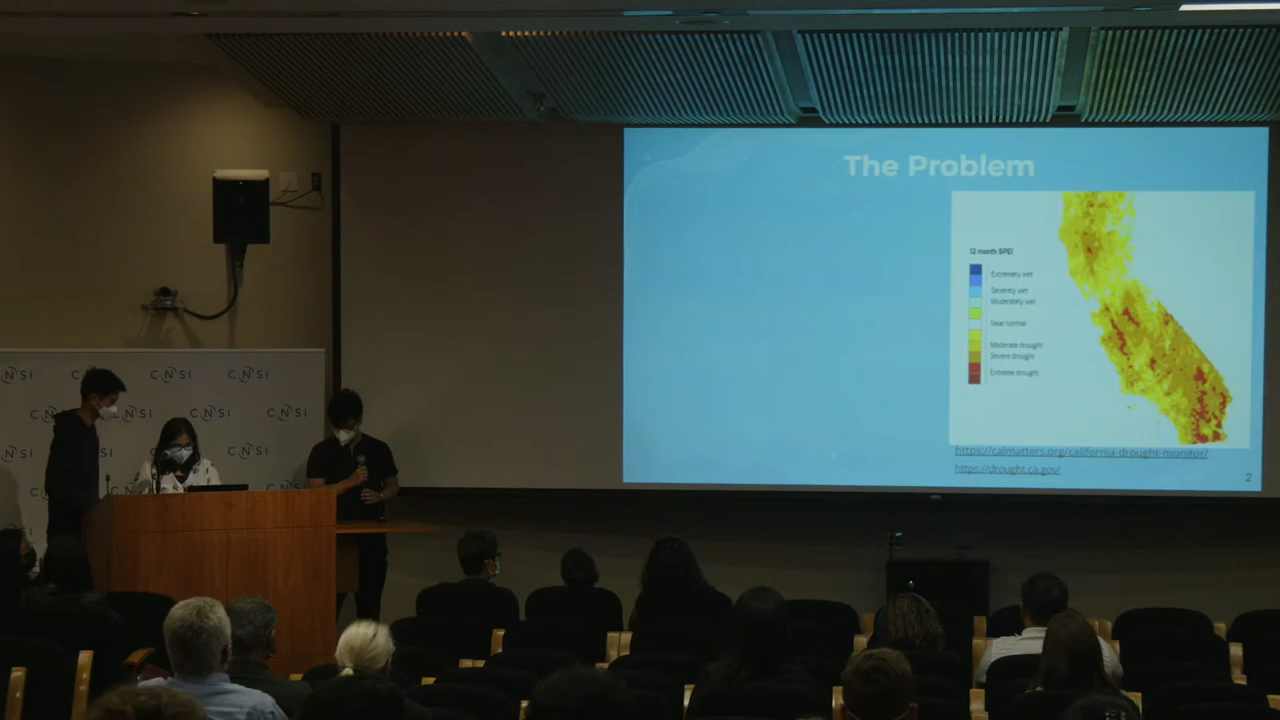 The Problem
12 month SPEI
Extremely wet
Severely wet
Moderately wet
Near normal
Moderate drought
Severe drought
Extreme drought
https://calmatters.org/california-drought-monitor/
https://drought.ca.gov/
2
CNSI CNSI CNSI
CNSI CNSI CNSI
CNSI CNSI